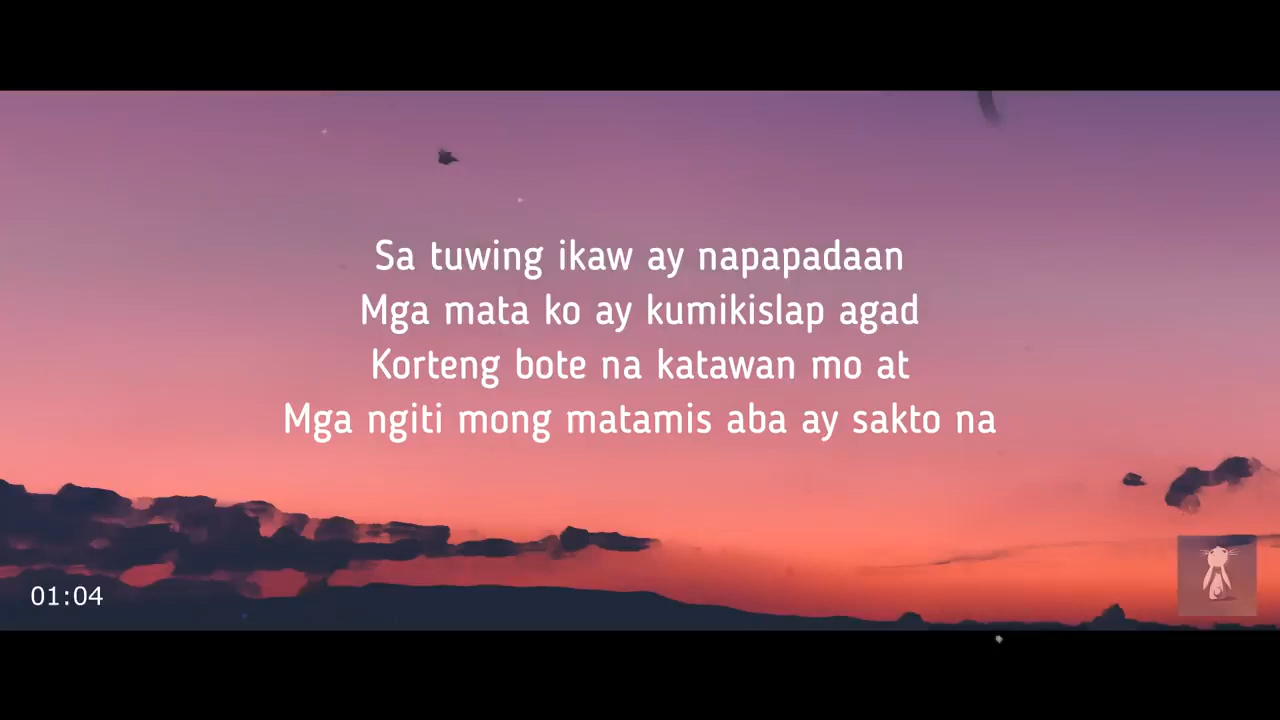 Sa tuwing ikaw ay napapadaan
Mga mata ko ay kumikislap agad
Korteng bote na katawan mo at
Mga ngiti mong matamis aba ay sakto na
01:04